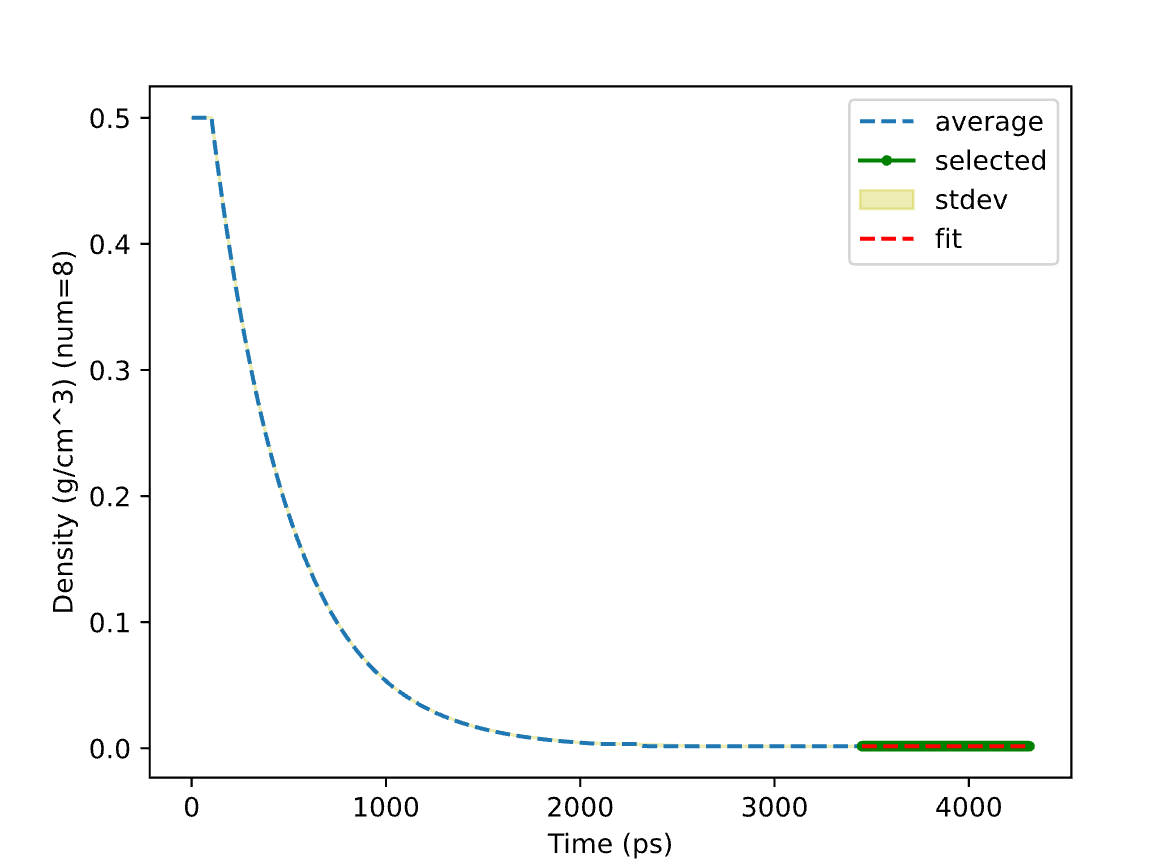 average
selected
stdev
fit
Density (g/cm^3) (num=8)
0.5
0.4
0.3
0.2
0.1
0.0
0 1000 2000 3000 4000
Time (ps)